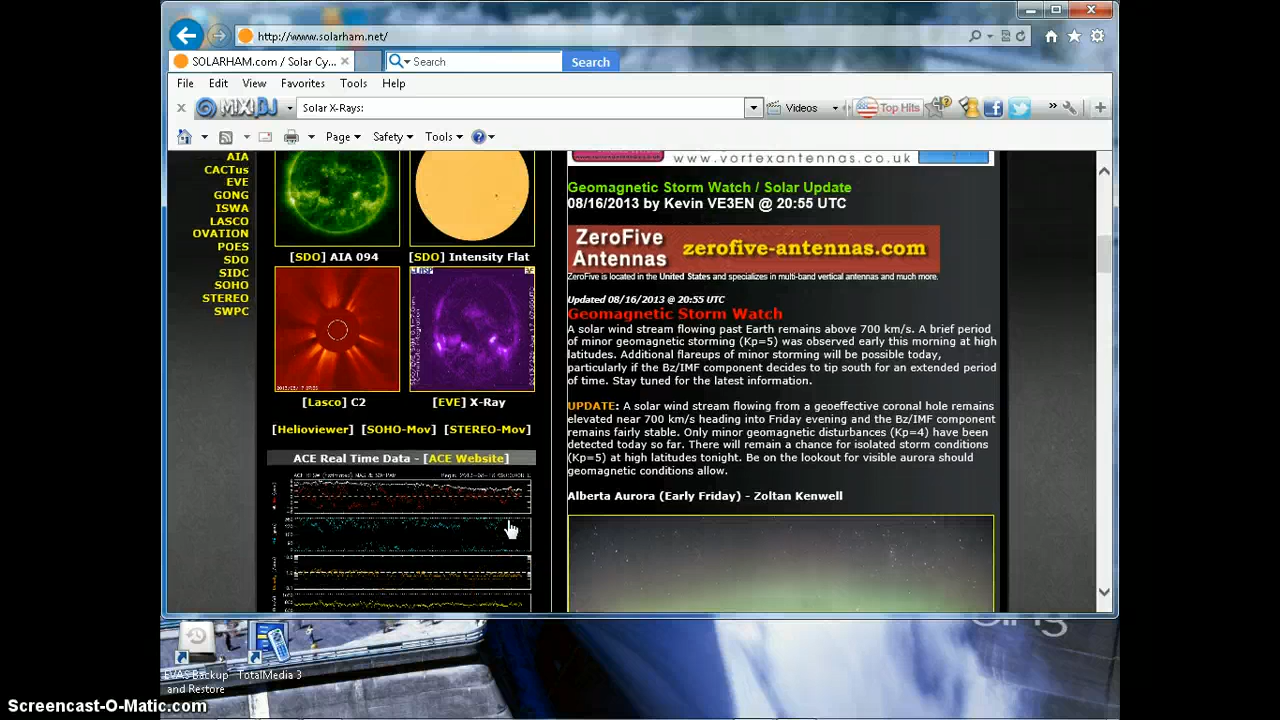 http://www.solarham.net/
SOLARHAM.com / Solar Cy...
Search
Search
File Edit View Favorites Tools Help
MIXIDJ
Solar X-Rays:
Videos
Top Hits
Page
Safety
Tools
AIA
CACTus
EVE
GONG
ISWA
LASCO
OVATION
POES
SDO
SIDC
SOHO
STEREO
SWPC
[SDO] AIA 094
[SDO] Intensity Flat
[Lasco] C2
[EVE] X-Ray
[Helioviewer] [SOHO-Mov] [STEREO-Mov]
ACE Real Time Data - [ACE Website]
www.vortexantennas.co.uk
Geomagnetic Storm Watch / Solar Update
08/16/2013 by Kevin VE3EN @ 20:55 UTC
ZeroFive
Antennas
zerofive-antennas.com
ZeroFive is located in the United States and specializes in multi-band vertical antennas and much more.
Updated 08/16/2013 @ 20:55 UTC
Geomagnetic Storm Watch
A solar wind stream flowing past Earth remains above 700 km/s. A brief period
of minor geomagnetic storming (Kp=5) was observed early this morning at high
latitudes. Additional flareups of minor storming will be possible today,
particularly if the Bz/IMF component decides to tip south for an extended period
of time. Stay tuned for the latest information.
UPDATE: A solar wind stream flowing from a geoeffective coronal hole remains
elevated near 700 km/s heading into Friday evening and the Bz/IMF component
remains fairly stable. Only minor geomagnetic disturbances (Kp=4) have been
detected today so far. There will remain a chance for isolated storm conditions
(Kp=5) at high latitudes tonight. Be on the lookout for visible aurora should
geomagnetic conditions allow.
Alberta Aurora (Early Friday) - Zoltan Kenwell
EVAS Backup
and Restore
TotalMedia 3
Screencast-O-Matic.com